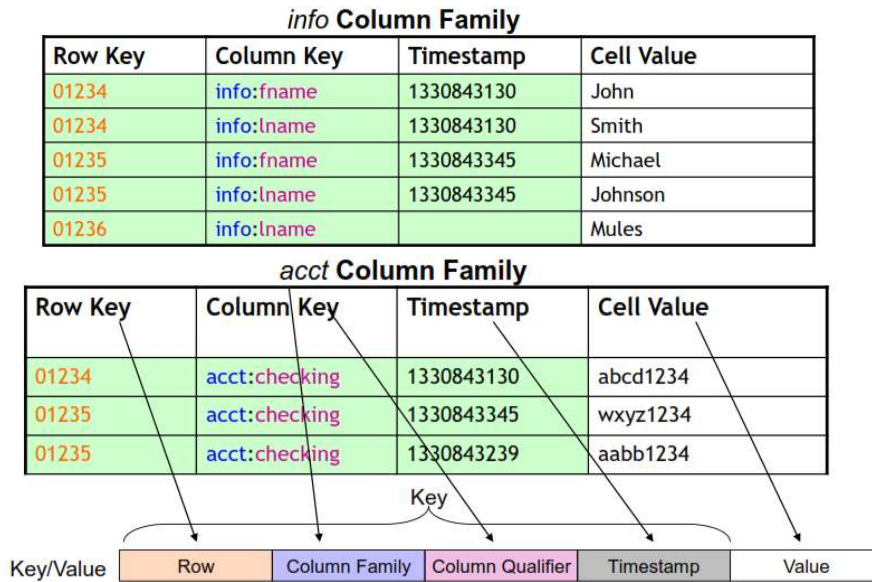 info Column Family
Row Key Column Key Timestamp Cell Value
01234 info:fname 1330843130 John
01234 info:lname 1330843130 Smith
01235 info:fname 1330843345 Michael
01235 info:lname 1330843345 Johnson
01236 info:lname Mules
acct Column Family
Row Key Column Key Timestamp Cell Value
01234 acct:checking 1330843130 abcd1234
01235 acct:checking 1330843345 wxyz1234
01235 acct:checking 1330843239 aabb1234
Key
Key/Value Row Column Family Column Qualifier Timestamp Value